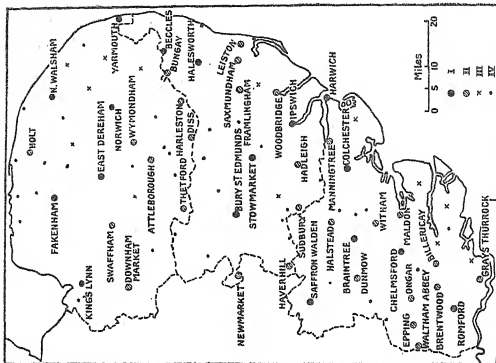 HOLT
N. WALSHAM
FAKENHAM
KINGS LYNN
EAST DEREHAM
NORWICH
YARMOUTH
SWAFFHAM
WYMONDHAM
DOWNHAM
MARKET
ATTLEBOROUGH
BECCLES
BUNGAY
HARLESTON
THETFORD
DISS
HALESWORTH
BURY ST EDMUNDS
SAXMUNDHAM
LEISTON
FRAMLINGHAM
NEWMARKET
STOWMARKET
WOODBRIDGE
HAVERHILL
SUDBURY
HADLEIGH
IPSWICH
SAFFRON WALDEN
HALSTEAD
MANNINGTREE
HARWICH
BRAINTREE
COLCHESTER
DUNMOW
WITHAM
CHELMSFORD
MALDON
EPPING
ONGAR
WALTHAM ABBEY
BRENTWOOD
BILLERICAY
ROMFORD
GRAYS THURROCK
Miles
0 5 10 20
I
II
III
IV